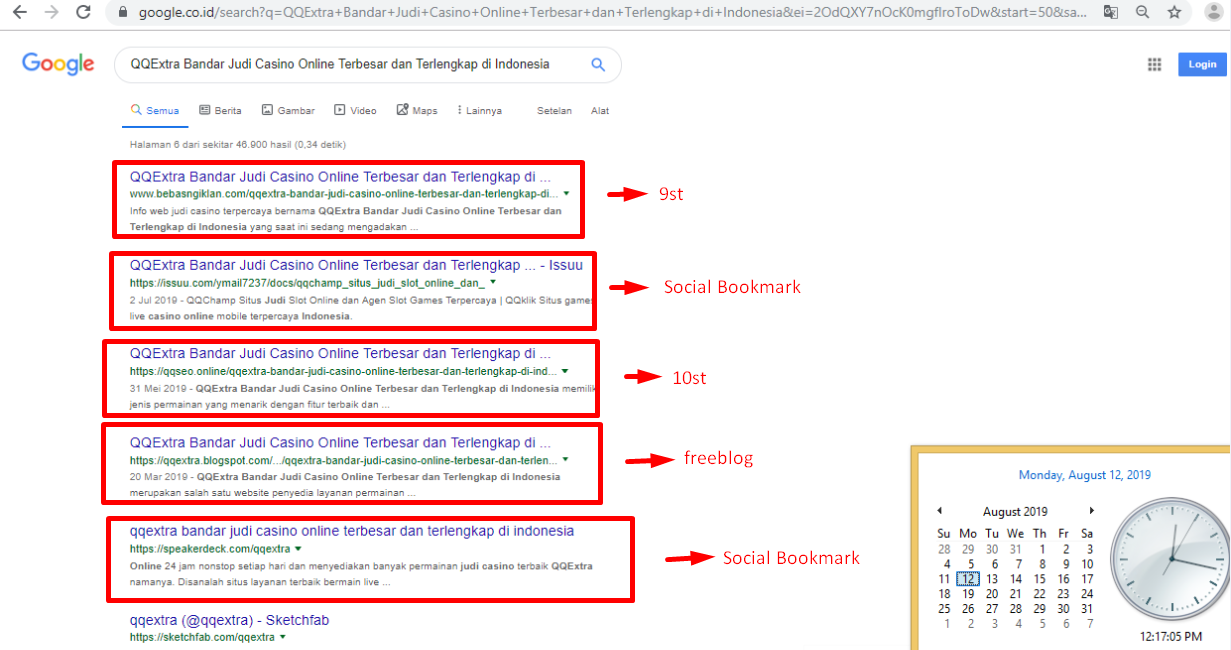 google.co.id/search?q=QQExtra+Bandar+Judi+Casino+Online+Terbesar+dan+Terlengkap+di+Indonesia&ei=2OdQXY7nOcK0mgfIroToDw&start=50&sa...
Google
QQExtra Bandar Judi Casino Online Terbesar dan Terlengkap di Indonesia
Login
Semua Berita Gambar Video Maps Lainnya Setelan Alat
Halaman 6 dari sekitar 46.900 hasil (0,34 detik)
QQExtra Bandar Judi Casino Online Terbesar dan Terlengkap di ...
www.bebasngiklan.com/qqextra-bandar-judi-casino-online-terbesar-dan-terlengkap-di...
9st
Info web judi casino terpercaya bernama QQExtra Bandar Judi Casino Online Terbesar dan
Terlengkap di Indonesia yang saat ini sedang mengadakan ...
QQExtra Bandar Judi Casino Online Terbesar dan Terlengkap ... - Issuu
https://issuu.com/ymail7237/docs/qqchamp_situs_judi_slot_online_dan_
Social Bookmark
2 Jul 2019 - QQChamp Situs Judi Slot Online dan Agen Slot Games Terpercaya | QQklik Situs games
live casino online mobile terpercaya Indonesia.
QQExtra Bandar Judi Casino Online Terbesar dan Terlengkap di ...
https://qqseo.online/qqextra-bandar-judi-casino-online-terbesar-dan-terlengkap-di-ind...
10st
31 Mei 2019 - QQExtra Bandar Judi Casino Online Terbesar dan Terlengkap di Indonesia memilik
jenis permainan yang menarik dengan fitur terbaik dan ...
QQExtra Bandar Judi Casino Online Terbesar dan Terlengkap di ...
https://qqextra.blogspot.com/.../qqextra-bandar-judi-casino-online-terbesar-dan-terlen...
freeblog
20 Mar 2019 - QQExtra Bandar Judi Casino Online Terbesar dan Terlengkap di Indonesia
merupakan salah satu website penyedia layanan permainan ...
qqextra bandar judi casino online terbesar dan terlengkap di indonesia
https://speakerdeck.com/qqextra
Social Bookmark
Online 24 jam nonstop setiap hari dan menyediakan banyak permainan judi casino terbaik QQExtra
namanya. Disanalah situs layanan terbaik bermain live ...
qqextra (@qqextra) - Sketchfab
https://sketchfab.com/qqextra
Monday, August 12, 2019
August 2019
Su Mo Tu We Th Fr Sa
28 29 30 31 1 2 3
4 5 6 7 8 9 10
11 12 13 14 15 16 17
18 19 20 21 22 23 24
25 26 27 28 29 30 31
1 2 3 4 5 6 7
12:17:05 PM